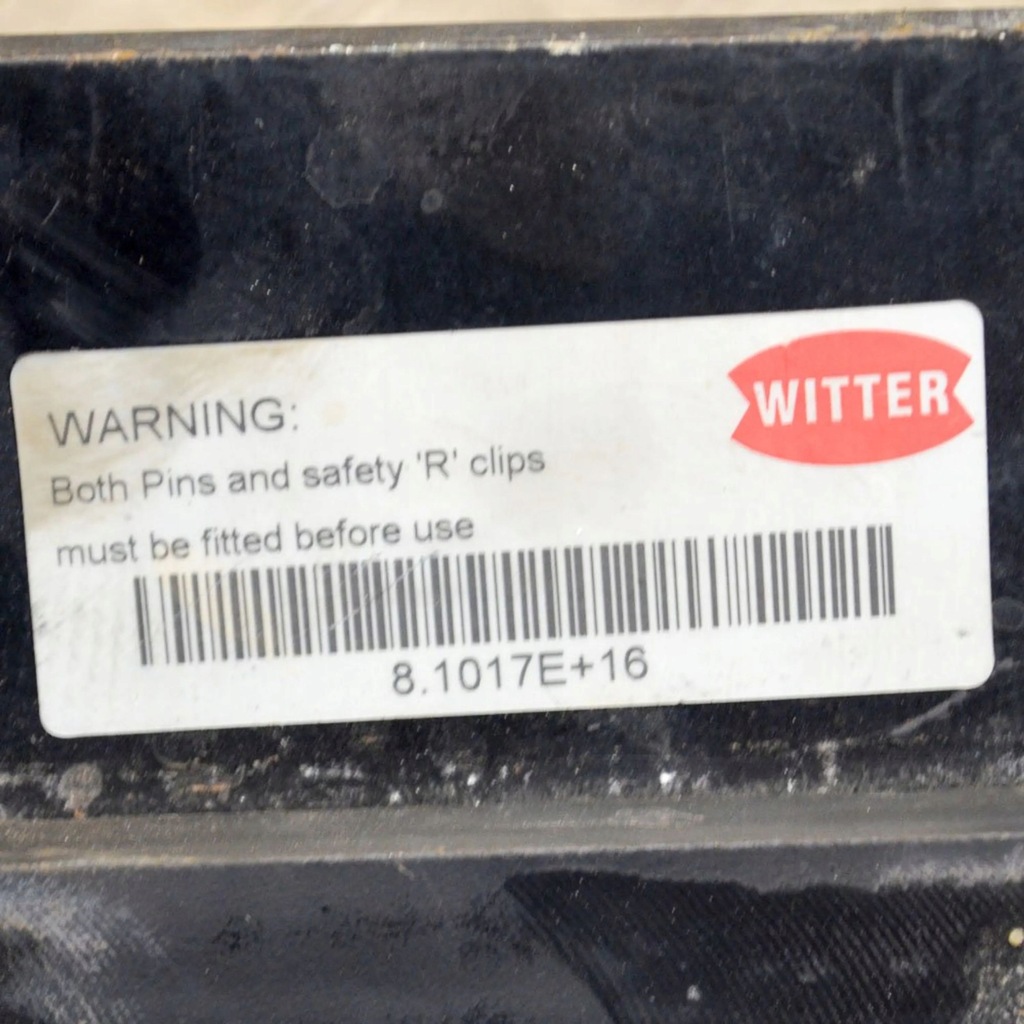 WITTER
WARNING:
Both Pins and safety 'R' clips
must be fitted before use
8.1017E+16